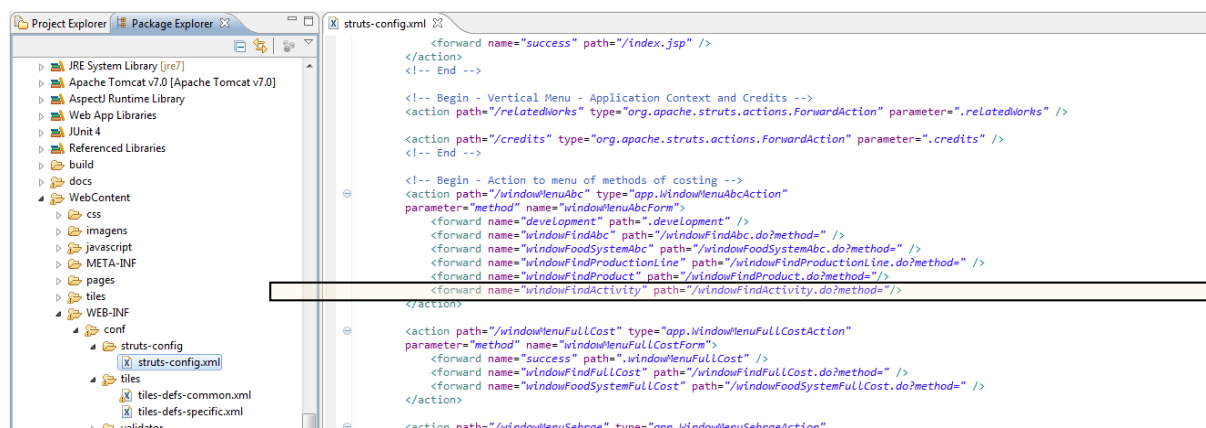 Project Explorer Package Explorer
JRE System Library [jre7]
Apache Tomcat v7.0 [Apache Tomcat v7.0]
AspectJ Runtime Library
Web App Libraries
JUnit 4
Referenced Libraries
build
docs
WebContent
css
imagens
javascript
META-INF
pages
tiles
WEB-INF
conf
struts-config
struts-config.xml
tiles
tiles-defs-common.xml
tiles-defs-specific.xml
validator
struts-config.xml
<forward name="success" path="/index.jsp" />
</action>
<!-- End -->
<!-- Begin - Vertical Menu - Application Context and Credits -->
<action path="/relatedWorks" type="org.apache.struts.actions.ForwardAction" parameter=".relatedWorks" />
<action path="/credits" type="org.apache.struts.actions.ForwardAction" parameter=".credits" />
<!-- End -->
<!-- Begin - Action to menu of methods of costing -->
<action path="/windowMenuAbc" type="app.WindowMenuAbcAction"
parameter="method" name="windowMenuAbcForm">
<forward name="development" path=".development" />
<forward name="windowFindAbc" path="/windowFindAbc.do?method=" />
<forward name="windowFoodSystemAbc" path="/windowFoodSystemAbc.do?method=" />
<forward name="windowFindProductionLine" path="/windowFindProductionLine.do?method=" />
<forward name="windowFindProduct" path="/windowFindProduct.do?method="/>
<forward name="windowFindActivity" path="/windowFindActivity.do?method="/>
</action>
<action path="/windowMenuFullCost" type="app.WindowMenuFullCostAction"
parameter="method" name="windowMenuFullCostForm">
<forward name="success" path=".windowMenuFullCost" />
<forward name="windowFindFullCost" path="/windowFindFullCost.do?method=" />
<forward name="windowFoodSystemFullCost" path="/windowFoodSystemFullCost.do?method=" />
</action>
<action path="/windowMenuSebrae" type="app.WindowMenuSebraeAction"